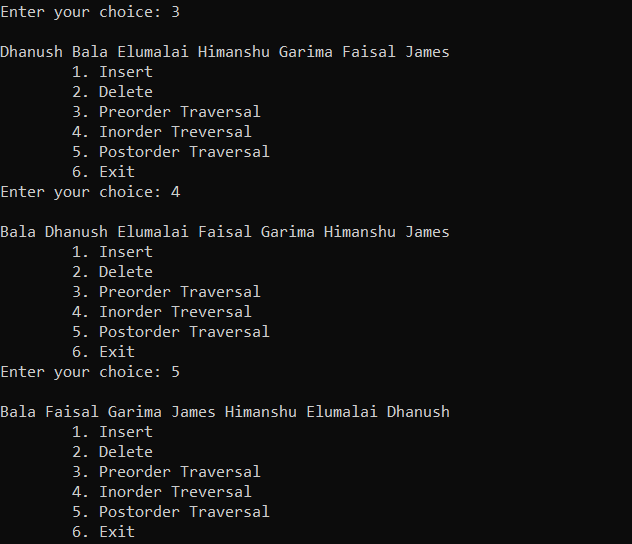 Enter your choice: 3
Dhanush Bala Elumalai Himanshu Garima Faisal James
1. Insert
2. Delete
3. Preorder Traversal
4. Inorder Treversal
5. Postorder Traversal
6. Exit
Enter your choice: 4
Bala Dhanush Elumalai Faisal Garima Himanshu James
1. Insert
2. Delete
3. Preorder Traversal
4. Inorder Treversal
5. Postorder Traversal
6. Exit
Enter your choice: 5
Bala Faisal Garima James Himanshu Elumalai Dhanush
1. Insert
2. Delete
3. Preorder Traversal
4. Inorder Treversal
5. Postorder Traversal
6. Exit